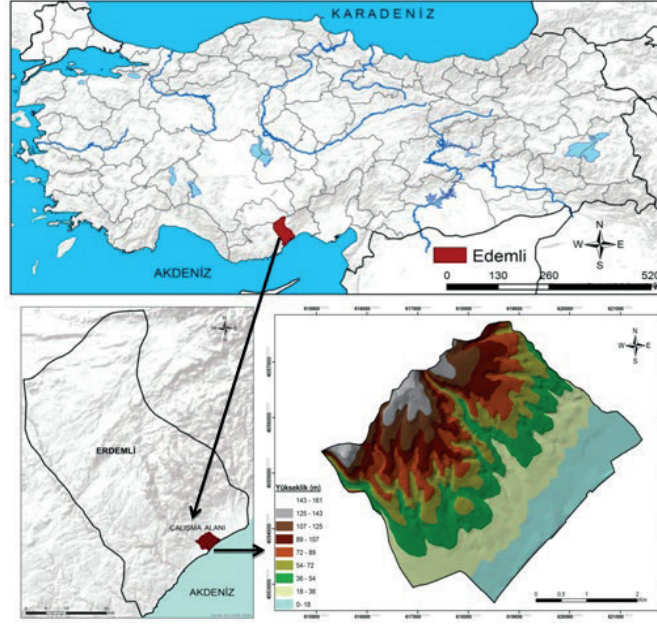 KARADENİZ
AKDENİZ
N
W E
S
Edemli
0 130 260 520
ERDEMLİ
ÇALIŞMA ALANI
AKDENİZ
N
W E
S
Yükseklik (m)
143 - 161
125 - 143
107 - 125
89 - 107
72 - 89
54 - 72
36 - 54
18 - 36
0 - 18
0 0.5 1 2